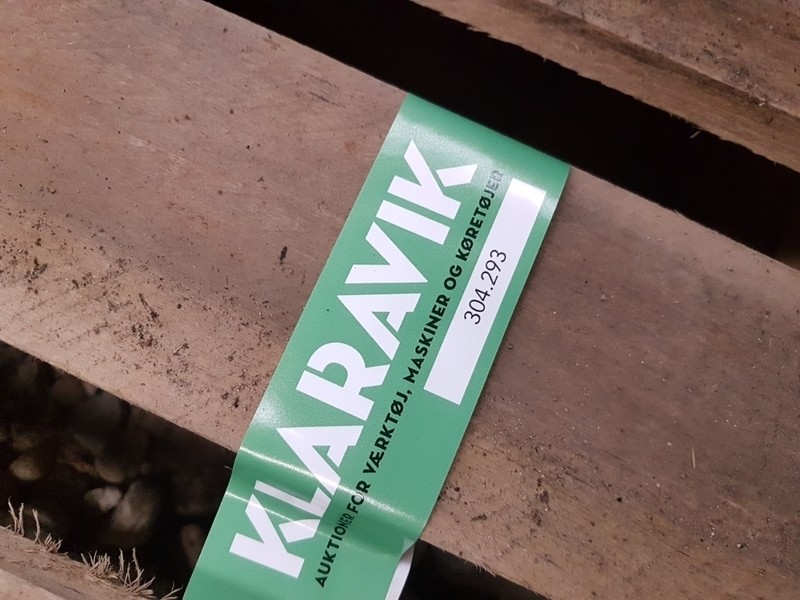 KLARAVIK
AUKTIONER FOR VÆRKTØJ, MASKINER OG KØRETØJER
304.293